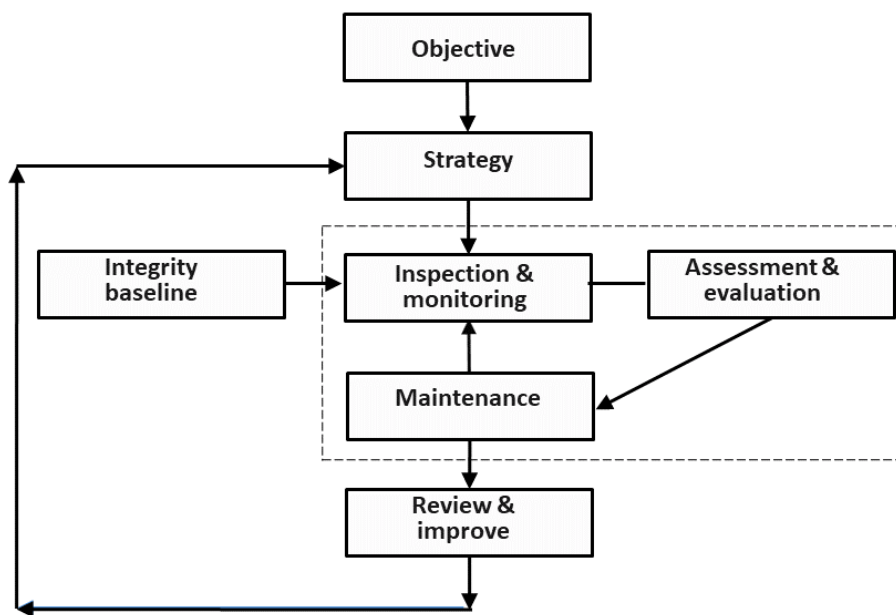 Objective
Strategy
Integrity
baseline
Inspection &
monitoring
Assessment &
evaluation
Maintenance
Review &
improve